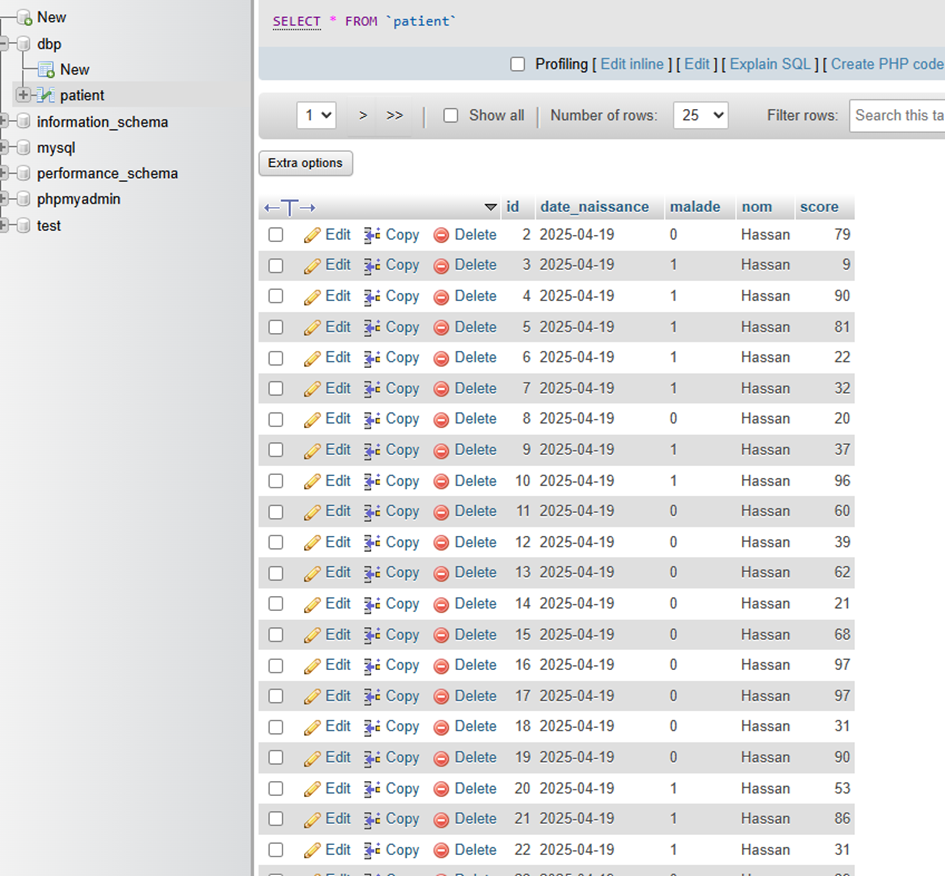 New
dbp
New
patient
information_schema
mysql
performance_schema
phpmyadmin
test
SELECT * FROM `patient`
Profiling [ Edit inline ] [ Edit ] [ Explain SQL ] [ Create PHP code
1 > >> | Show all | Number of rows: 25 Filter rows: Search this ta
Extra options
←T→ id date_naissance malade nom score
Edit Copy Delete 2 2025-04-19 0 Hassan 79
Edit Copy Delete 3 2025-04-19 1 Hassan 9
Edit Copy Delete 4 2025-04-19 1 Hassan 90
Edit Copy Delete 5 2025-04-19 1 Hassan 81
Edit Copy Delete 6 2025-04-19 1 Hassan 22
Edit Copy Delete 7 2025-04-19 1 Hassan 32
Edit Copy Delete 8 2025-04-19 0 Hassan 20
Edit Copy Delete 9 2025-04-19 1 Hassan 37
Edit Copy Delete 10 2025-04-19 1 Hassan 96
Edit Copy Delete 11 2025-04-19 0 Hassan 60
Edit Copy Delete 12 2025-04-19 0 Hassan 39
Edit Copy Delete 13 2025-04-19 0 Hassan 62
Edit Copy Delete 14 2025-04-19 0 Hassan 21
Edit Copy Delete 15 2025-04-19 0 Hassan 68
Edit Copy Delete 16 2025-04-19 0 Hassan 97
Edit Copy Delete 17 2025-04-19 0 Hassan 97
Edit Copy Delete 18 2025-04-19 0 Hassan 31
Edit Copy Delete 19 2025-04-19 0 Hassan 90
Edit Copy Delete 20 2025-04-19 1 Hassan 53
Edit Copy Delete 21 2025-04-19 1 Hassan 86
Edit Copy Delete 22 2025-04-19 1 Hassan 31